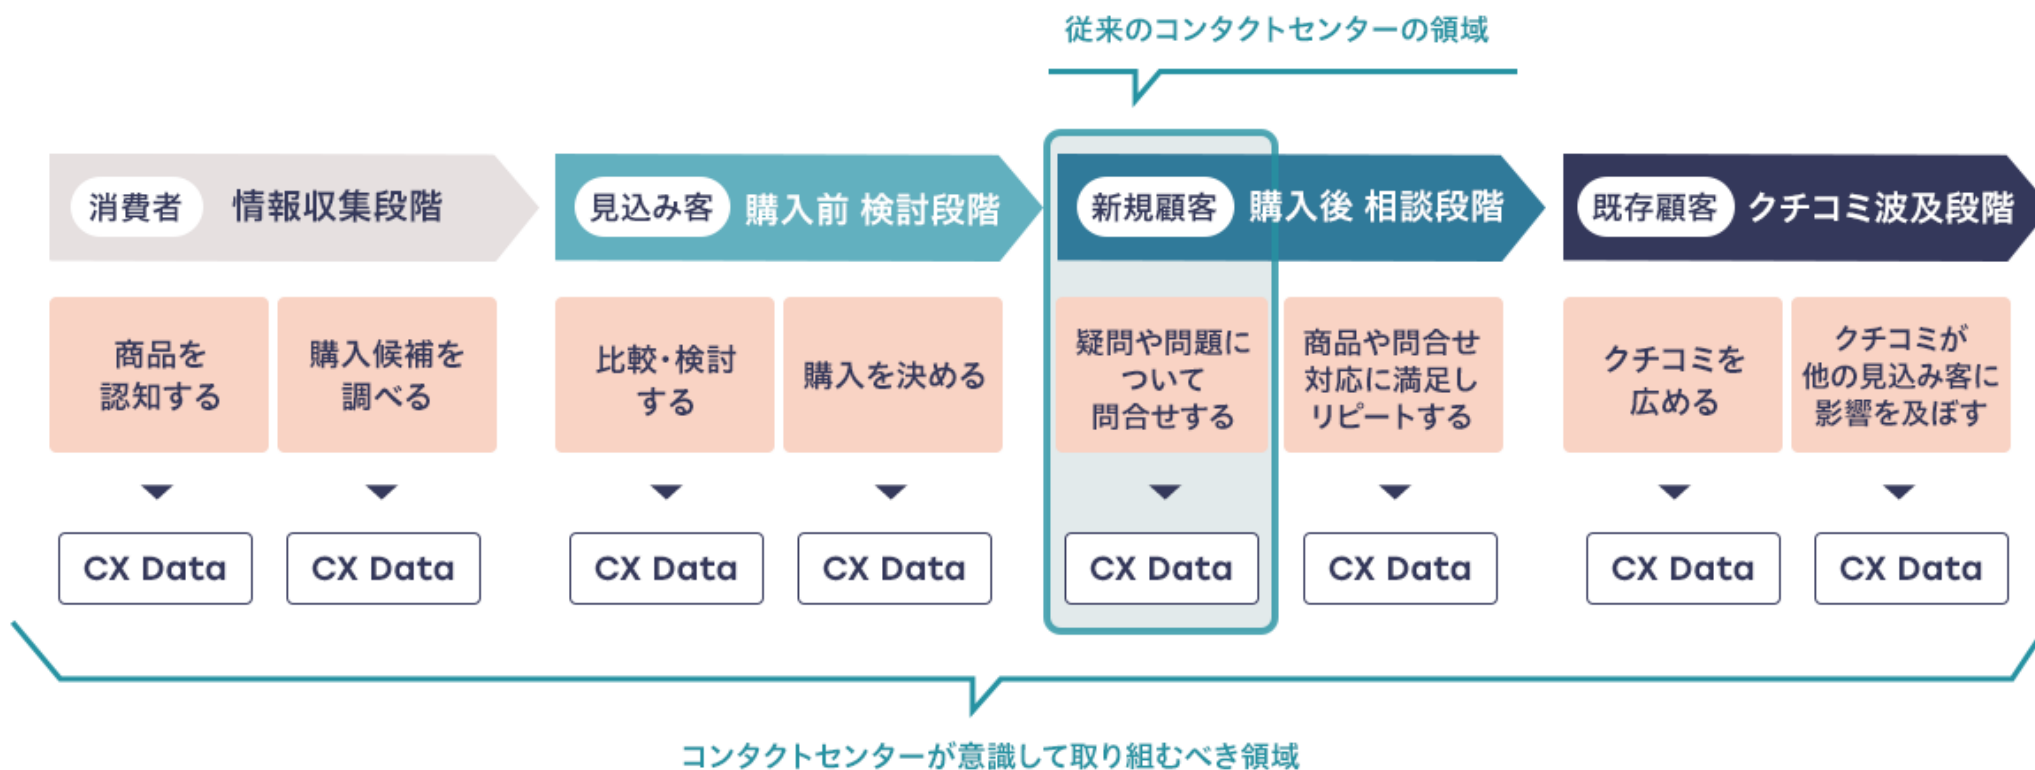 従来のコンタクトセンターの領域
消費者 情報収集段階
見込み客 購入前 検討段階
新規顧客 購入後 相談段階
既存顧客 クチコミ波及段階
商品を
認知する
購入候補を
調べる
比較・検討
する
購入を決める
疑問や問題に
ついて
問合せする
商品や問合せ
対応に満足し
リピートする
クチコミを
広める
クチコミが
他の見込み客に
影響を及ぼす
CX Data
CX Data
CX Data
CX Data
CX Data
CX Data
CX Data
CX Data
コンタクトセンターが意識して取り組むべき領域